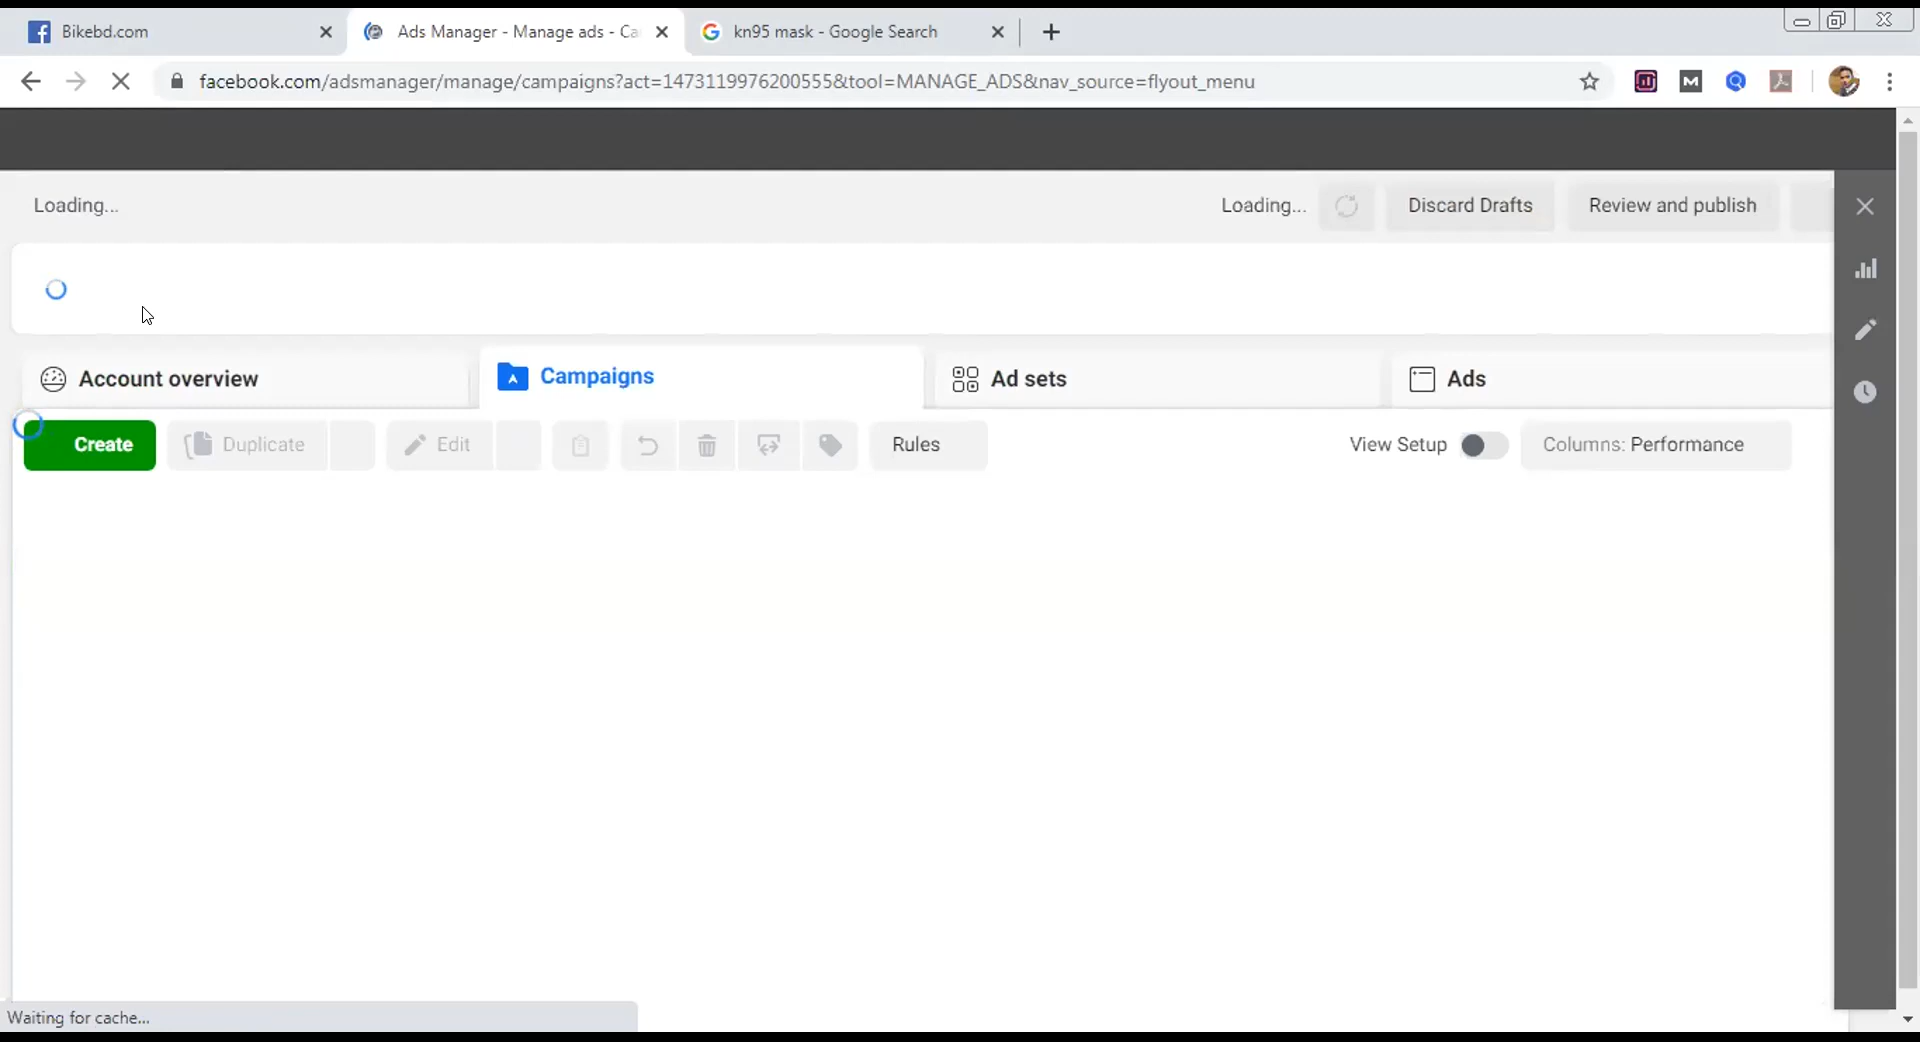 Bikebd.com
Ads Manager - Manage ads - Ca
kn95 mask - Google Search
facebook.com/adsmanager/manage/campaigns?act=1473119976200555&tool=MANAGE_ADS&nav_source=flyout_menu
Loading...
Loading...
Discard Drafts
Review and publish
Account overview
Campaigns
Ad sets
Ads
Create
Duplicate
Edit
Rules
View Setup
Columns: Performance
Waiting for cache...